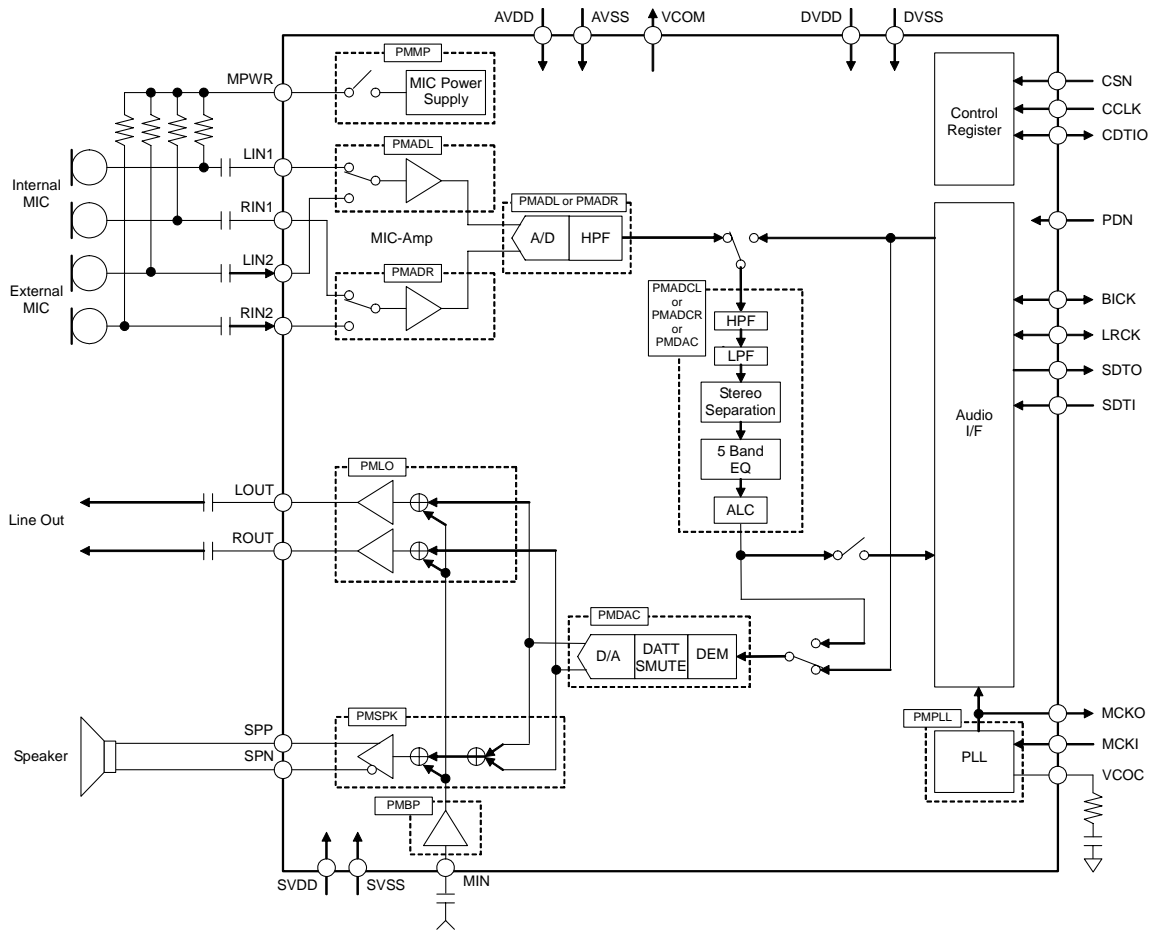 AVDD
AVSS
VCOM
DVDD
DVSS
PMMP
MPWR
MIC Power
Supply
Control
Register
CSN
CCLK
CDTIO
Internal
MIC
LIN1
RIN1
PMADL
PMADL or PMADR
MIC-Amp
A/D
HPF
PDN
External
MIC
LIN2
RIN2
PMADR
PMADCL
or
PMADCR
or
PMDAC
HPF
LPF
Stereo
Separation
5 Band
EQ
ALC
Audio
I/F
BICK
LRCK
SDTO
SDTI
Line Out
LOUT
ROUT
PMLO
PMDAC
D/A
DATT
SMUTE
DEM
Speaker
SPP
SPN
PMSPK
PMBP
PMPLL
PLL
MCKO
MCKI
VCOC
SVDD
SVSS
MIN